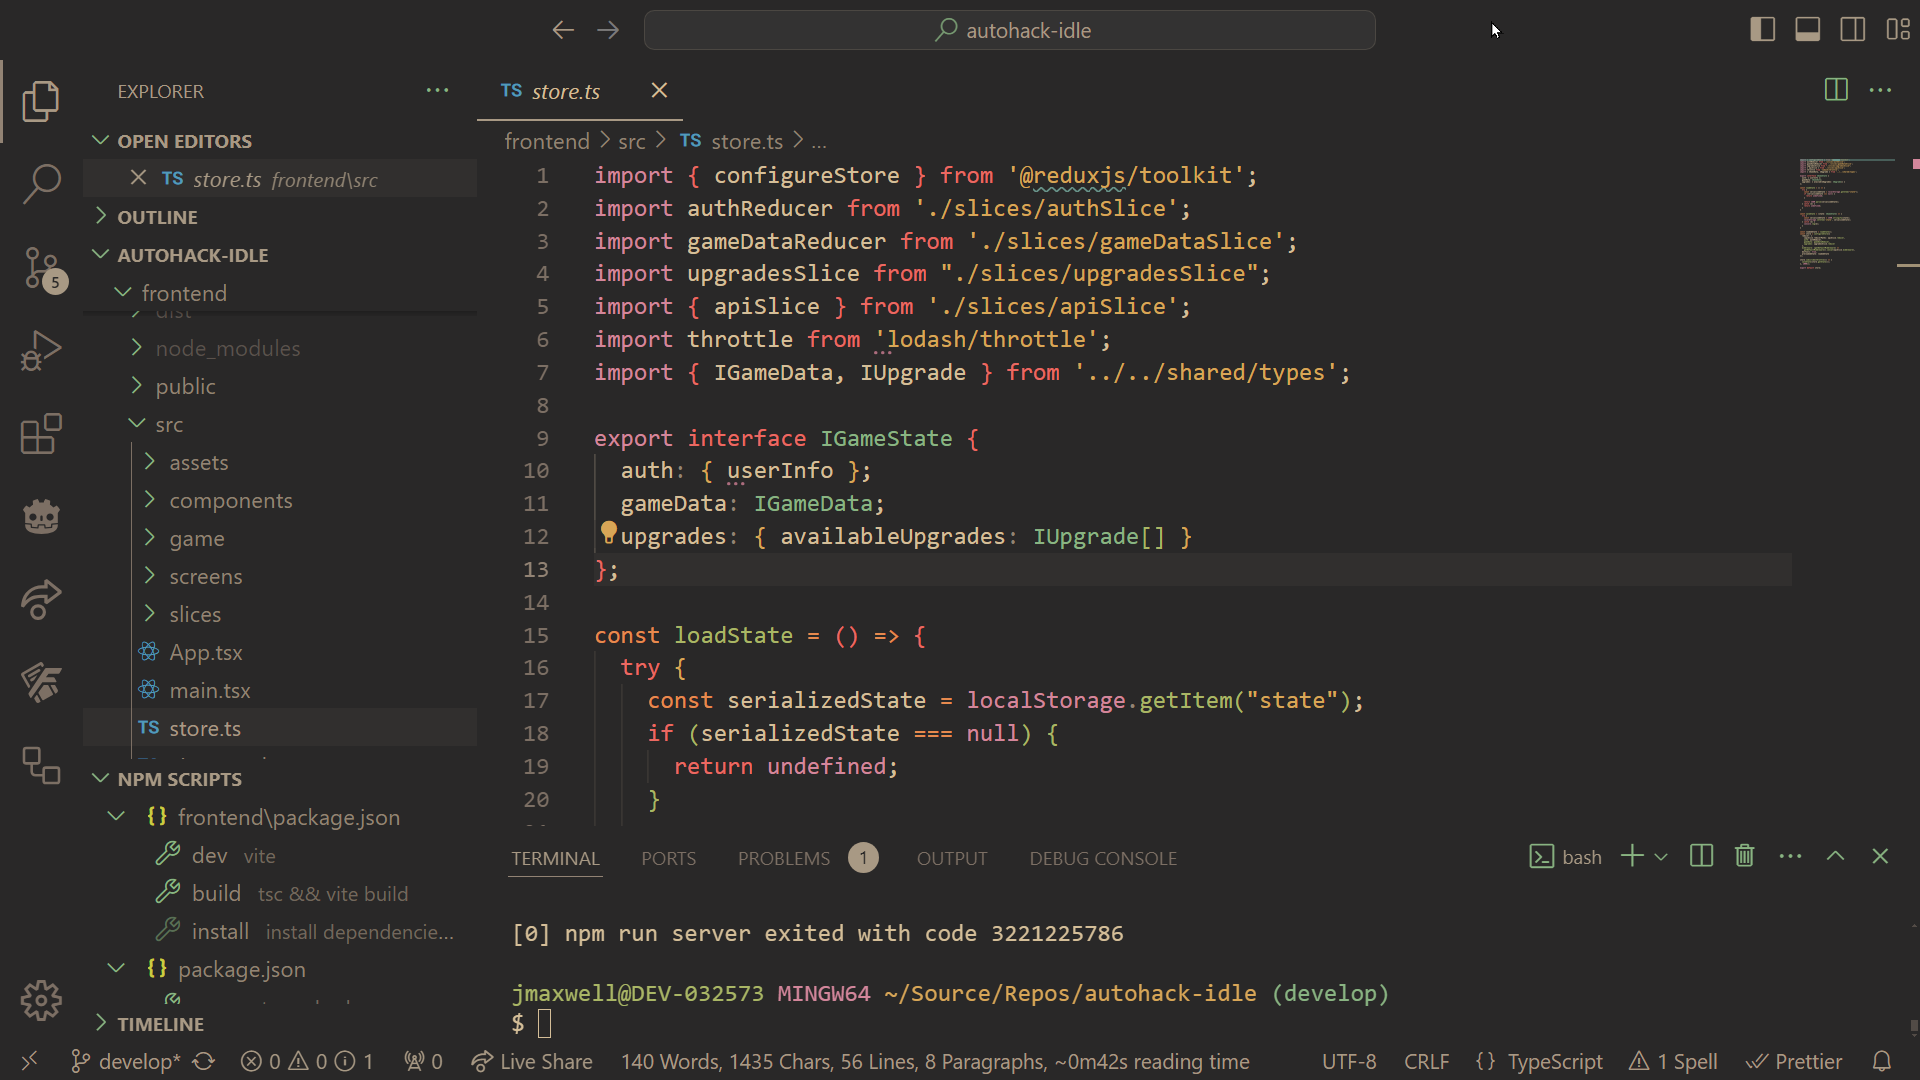 autohack-idle
EXPLORER
TS store.ts
OPEN EDITORS
TS store.ts frontend\src
OUTLINE
AUTOHACK-IDLE
frontend
dist
node_modules
public
src
assets
components
game
screens
slices
App.tsx
main.tsx
TS store.ts
NPM SCRIPTS
{} frontend\package.json
dev vite
build tsc && vite build
install install dependencie...
{} package.json
TIMELINE
5
frontend > src > TS store.ts > ...
1 import { configureStore } from '@reduxjs/toolkit';
2 import authReducer from './slices/authSlice';
3 import gameDataReducer from './slices/gameDataSlice';
4 import upgradesSlice from "./slices/upgradesSlice";
5 import { apiSlice } from './slices/apiSlice';
6 import throttle from 'lodash/throttle';
7 import { IGameData, IUpgrade } from '../../shared/types';
8
9 export interface IGameState {
10 auth: { userInfo };
11 gameData: IGameData;
12 upgrades: { availableUpgrades: IUpgrade[] }
13 };
14
15 const loadState = () => {
16 try {
17 const serializedState = localStorage.getItem("state");
18 if (serializedState === null) {
19 return undefined;
20 }
TERMINAL PORTS PROBLEMS 1 OUTPUT DEBUG CONSOLE bash
[0] npm run server exited with code 3221225786
jmaxwell@DEV-032573 MINGW64 ~/Source/Repos/autohack-idle (develop)
$
develop* 0 0 1 0 Live Share 140 Words, 1435 Chars, 56 Lines, 8 Paragraphs, ~0m42s reading time UTF-8 CRLF {} TypeScript 1 Spell Prettier